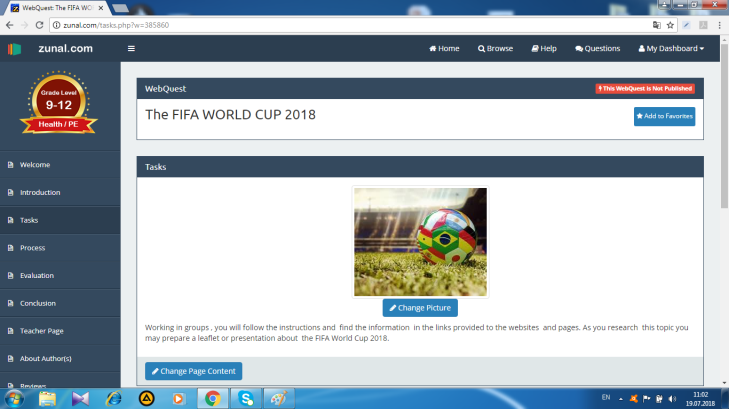 WebQuest: The FIFA WOR
zunal.com/tasks.php?w=385860
zunal.com
Home
Browse
Help
Questions
My Dashboard
Grade Level
9-12
Health / PE
WebQuest
This WebQuest is Not Published
The FIFA WORLD CUP 2018
Add to Favorites
Welcome
Introduction
Tasks
Process
Evaluation
Conclusion
Teacher Page
About Author(s)
Reviews
Tasks
Change Picture
Working in groups , you will follow the instructions and find the information in the links provided to the websites and pages. As you research this topic you
may prepare a leaflet or presentation about the FIFA World Cup 2018.
Change Page Content
EN
11:02
19.07.2018